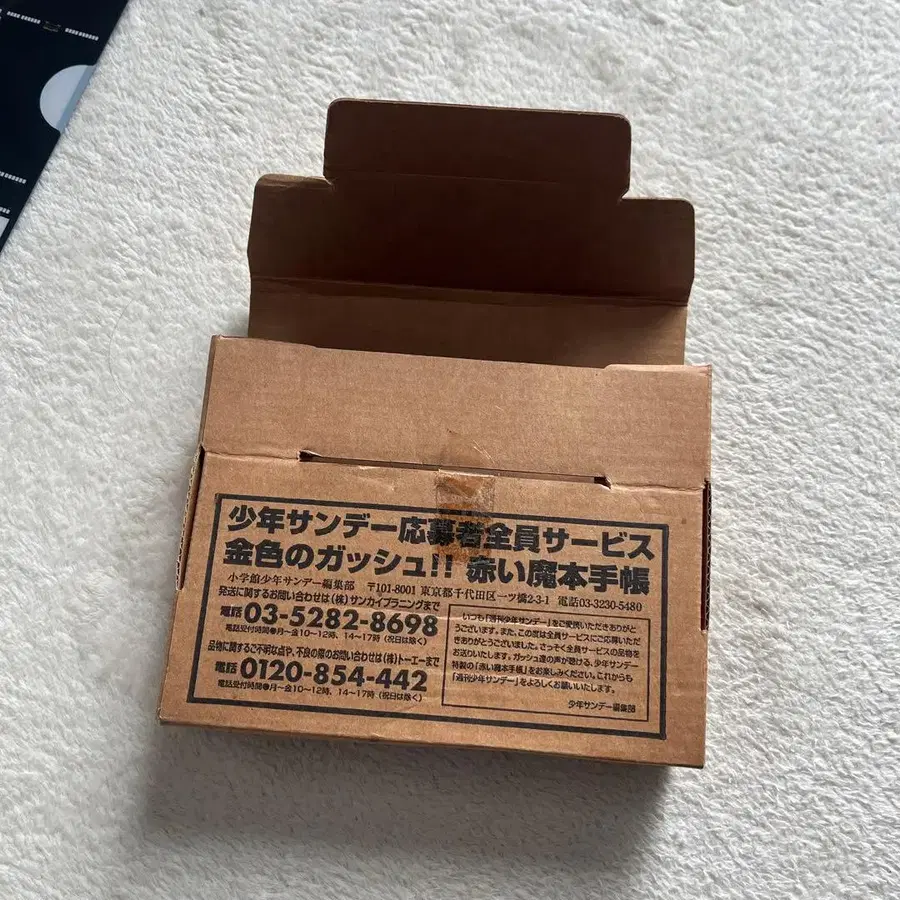 少年サンデー応募者全員サービス
金色のガッシュ!! 赤い魔本手帳
小学館少年サンデー編集部 〒101-8001 東京都千代田区一ツ橋2-3-1 電話03-3230-5480
発送に関するお問い合わせは(株)サンカイプラニングまで
電話03-5282-8698
電話受付時間●月〜金10〜12時、14〜17時(祝日は除く)
品物に関するご不明な点や、不良の際のお問い合わせは(株)トーエーまで
電話0120-854-442
電話受付時間●月〜金10〜12時、14〜17時(祝日は除く)
いつも「週刊少年サンデー」をご愛読いただきありがと
うございます。また、この度は全員サービスにご応募いただ
きありがとうございました。さっそく全員サービスの品物を
お送りいたします。ガッシュ達の声が聴ける、少年サンデー
特製の「赤い魔本手帳」をお楽しみください。これからも
「週刊少年サンデー」をよろしくお願いいたします。
少年サンデー編集部